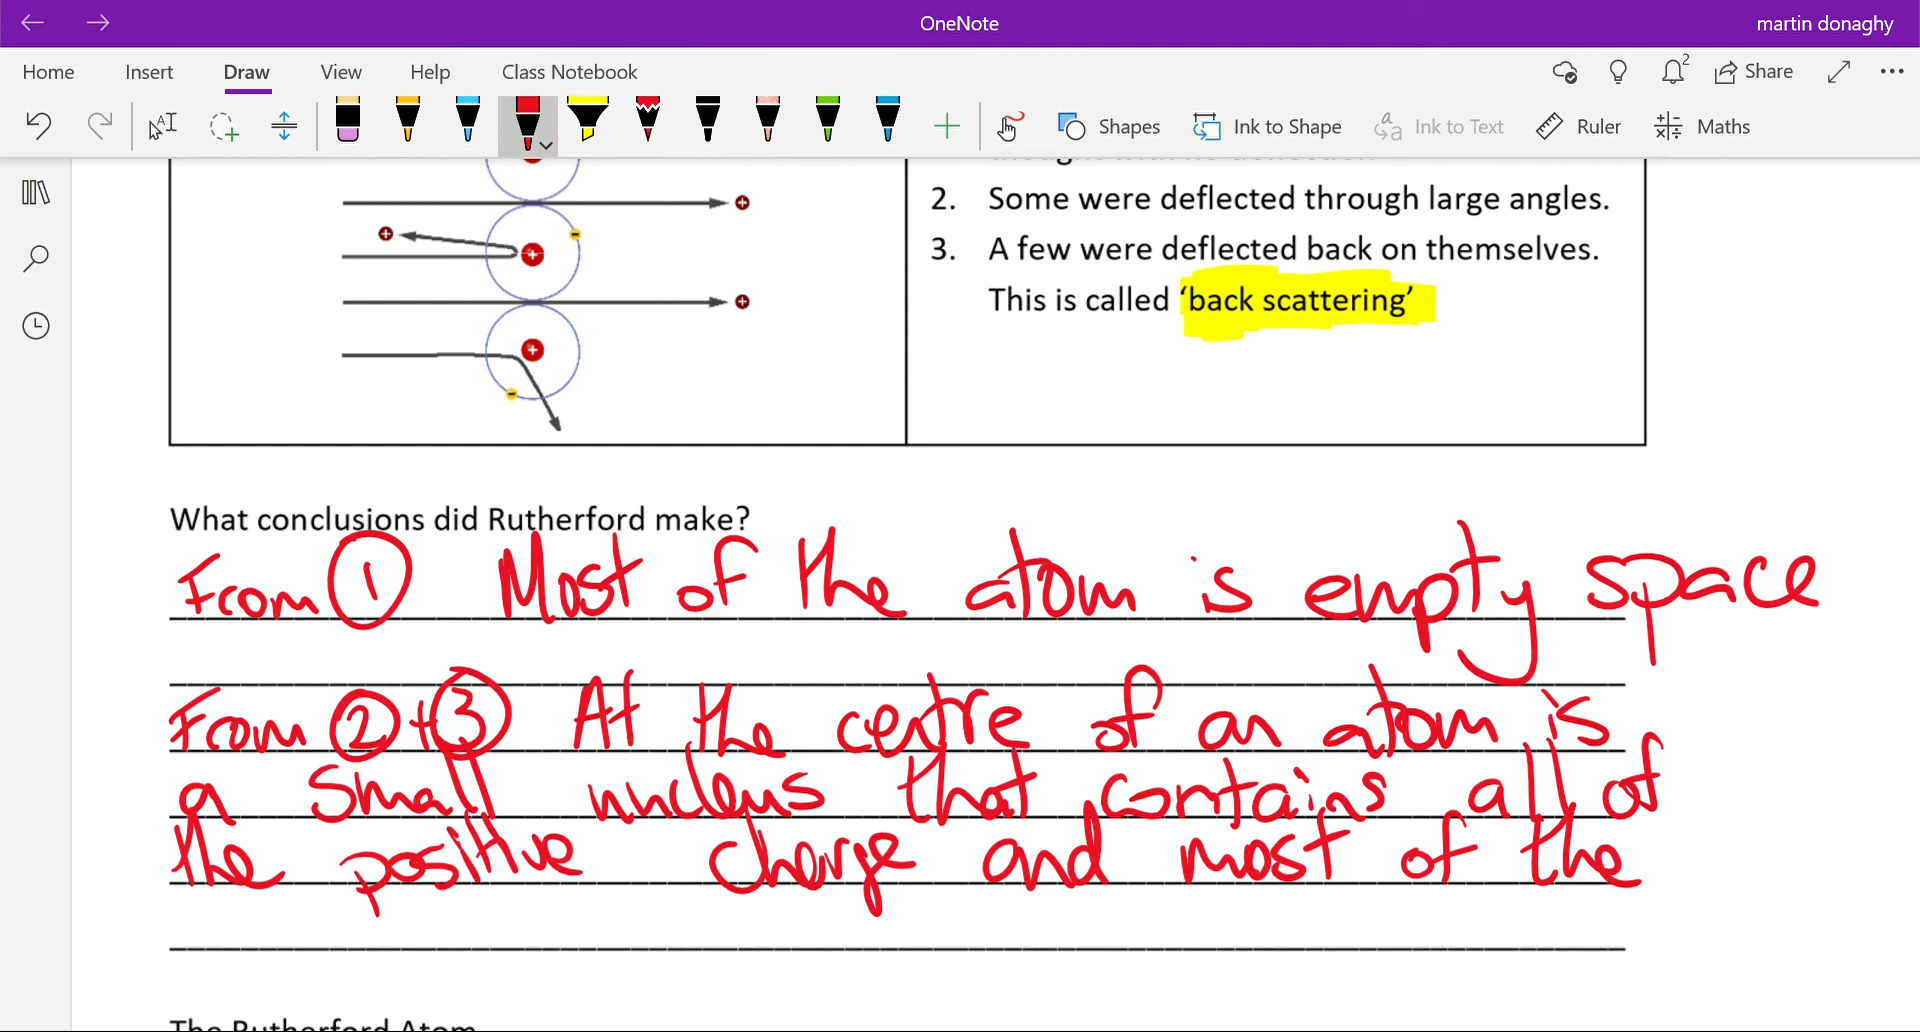 OneNote
martin donaghy
Home Insert Draw View Help Class Notebook
2 Share
Shapes Ink to Shape Ink to Text Ruler Maths
2. Some were deflected through large angles.
3. A few were deflected back on themselves.
This is called ‘back scattering’
What conclusions did Rutherford make?
From ① Most of the atom is empty space
From ② + ③ At the centre of an atom is
a small nucleus that contains all of
the positive charge and most of the
The Rutherford Atom